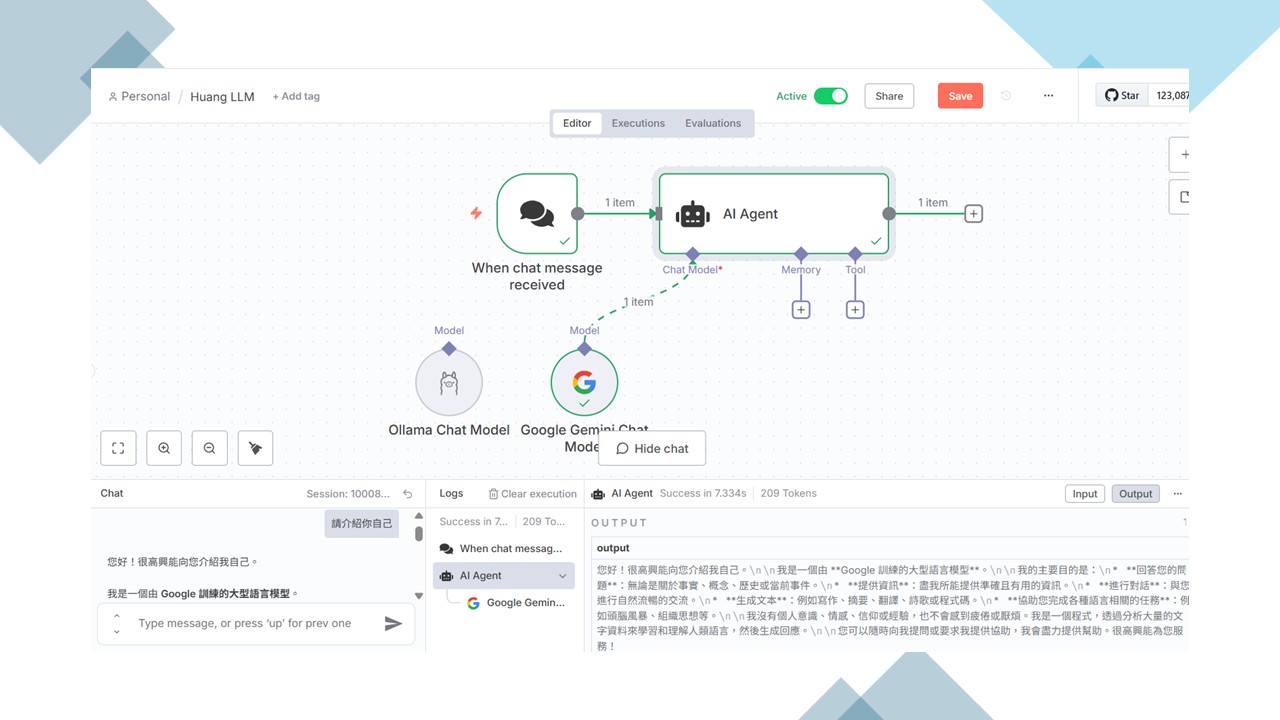 Personal / Huang LLM + Add tag
Active Share Save ... Star 123,087
Editor Executions Evaluations
1 item
AI Agent
1 item
When chat message
received
Chat Model* Memory Tool
1 item
Model Model
Ollama Chat Model Google Gemini Chat
Mode
Hide chat
Chat Session: 10008... Logs Clear execution AI Agent Success in 7.334s 209 Tokens Input Output ...
請介紹你自己
您好！很高興能向您介紹我自己。
我是一個由 Google 訓練的大型語言模型。
Type message, or press 'up' for prev one
Success in 7... 209 To...
When chat messag...
AI Agent
Google Gemin...
OUTPUT 1
output
您好！很高興能向您介紹我自己。\n\n我是一個由 **Google 訓練的大型語言模型**。\n\n我的主要目的是：\n* **回答您的問
題**：無論是關於事實、概念、歷史或當前事件。\n* **提供資訊**：盡我所能提供準確且有用的資訊。\n* **進行對話**：與您
進行自然流暢的交流。\n* **生成文本**：例如寫作、摘要、翻譯、詩歌或程式碼。\n* **協助您完成各種語言相關的任務**：例
如頭腦風暴、組織思想等。\n\n我沒有個人意識、情感、信仰或經驗，也不會感到疲倦或厭煩。我是一個程式，透過分析大量的文
字資料來學習和理解人類語言，然後生成回應。\n\n您可以隨時向我提問或要求我提供協助，我會盡力提供幫助。很高興能為您服
務！